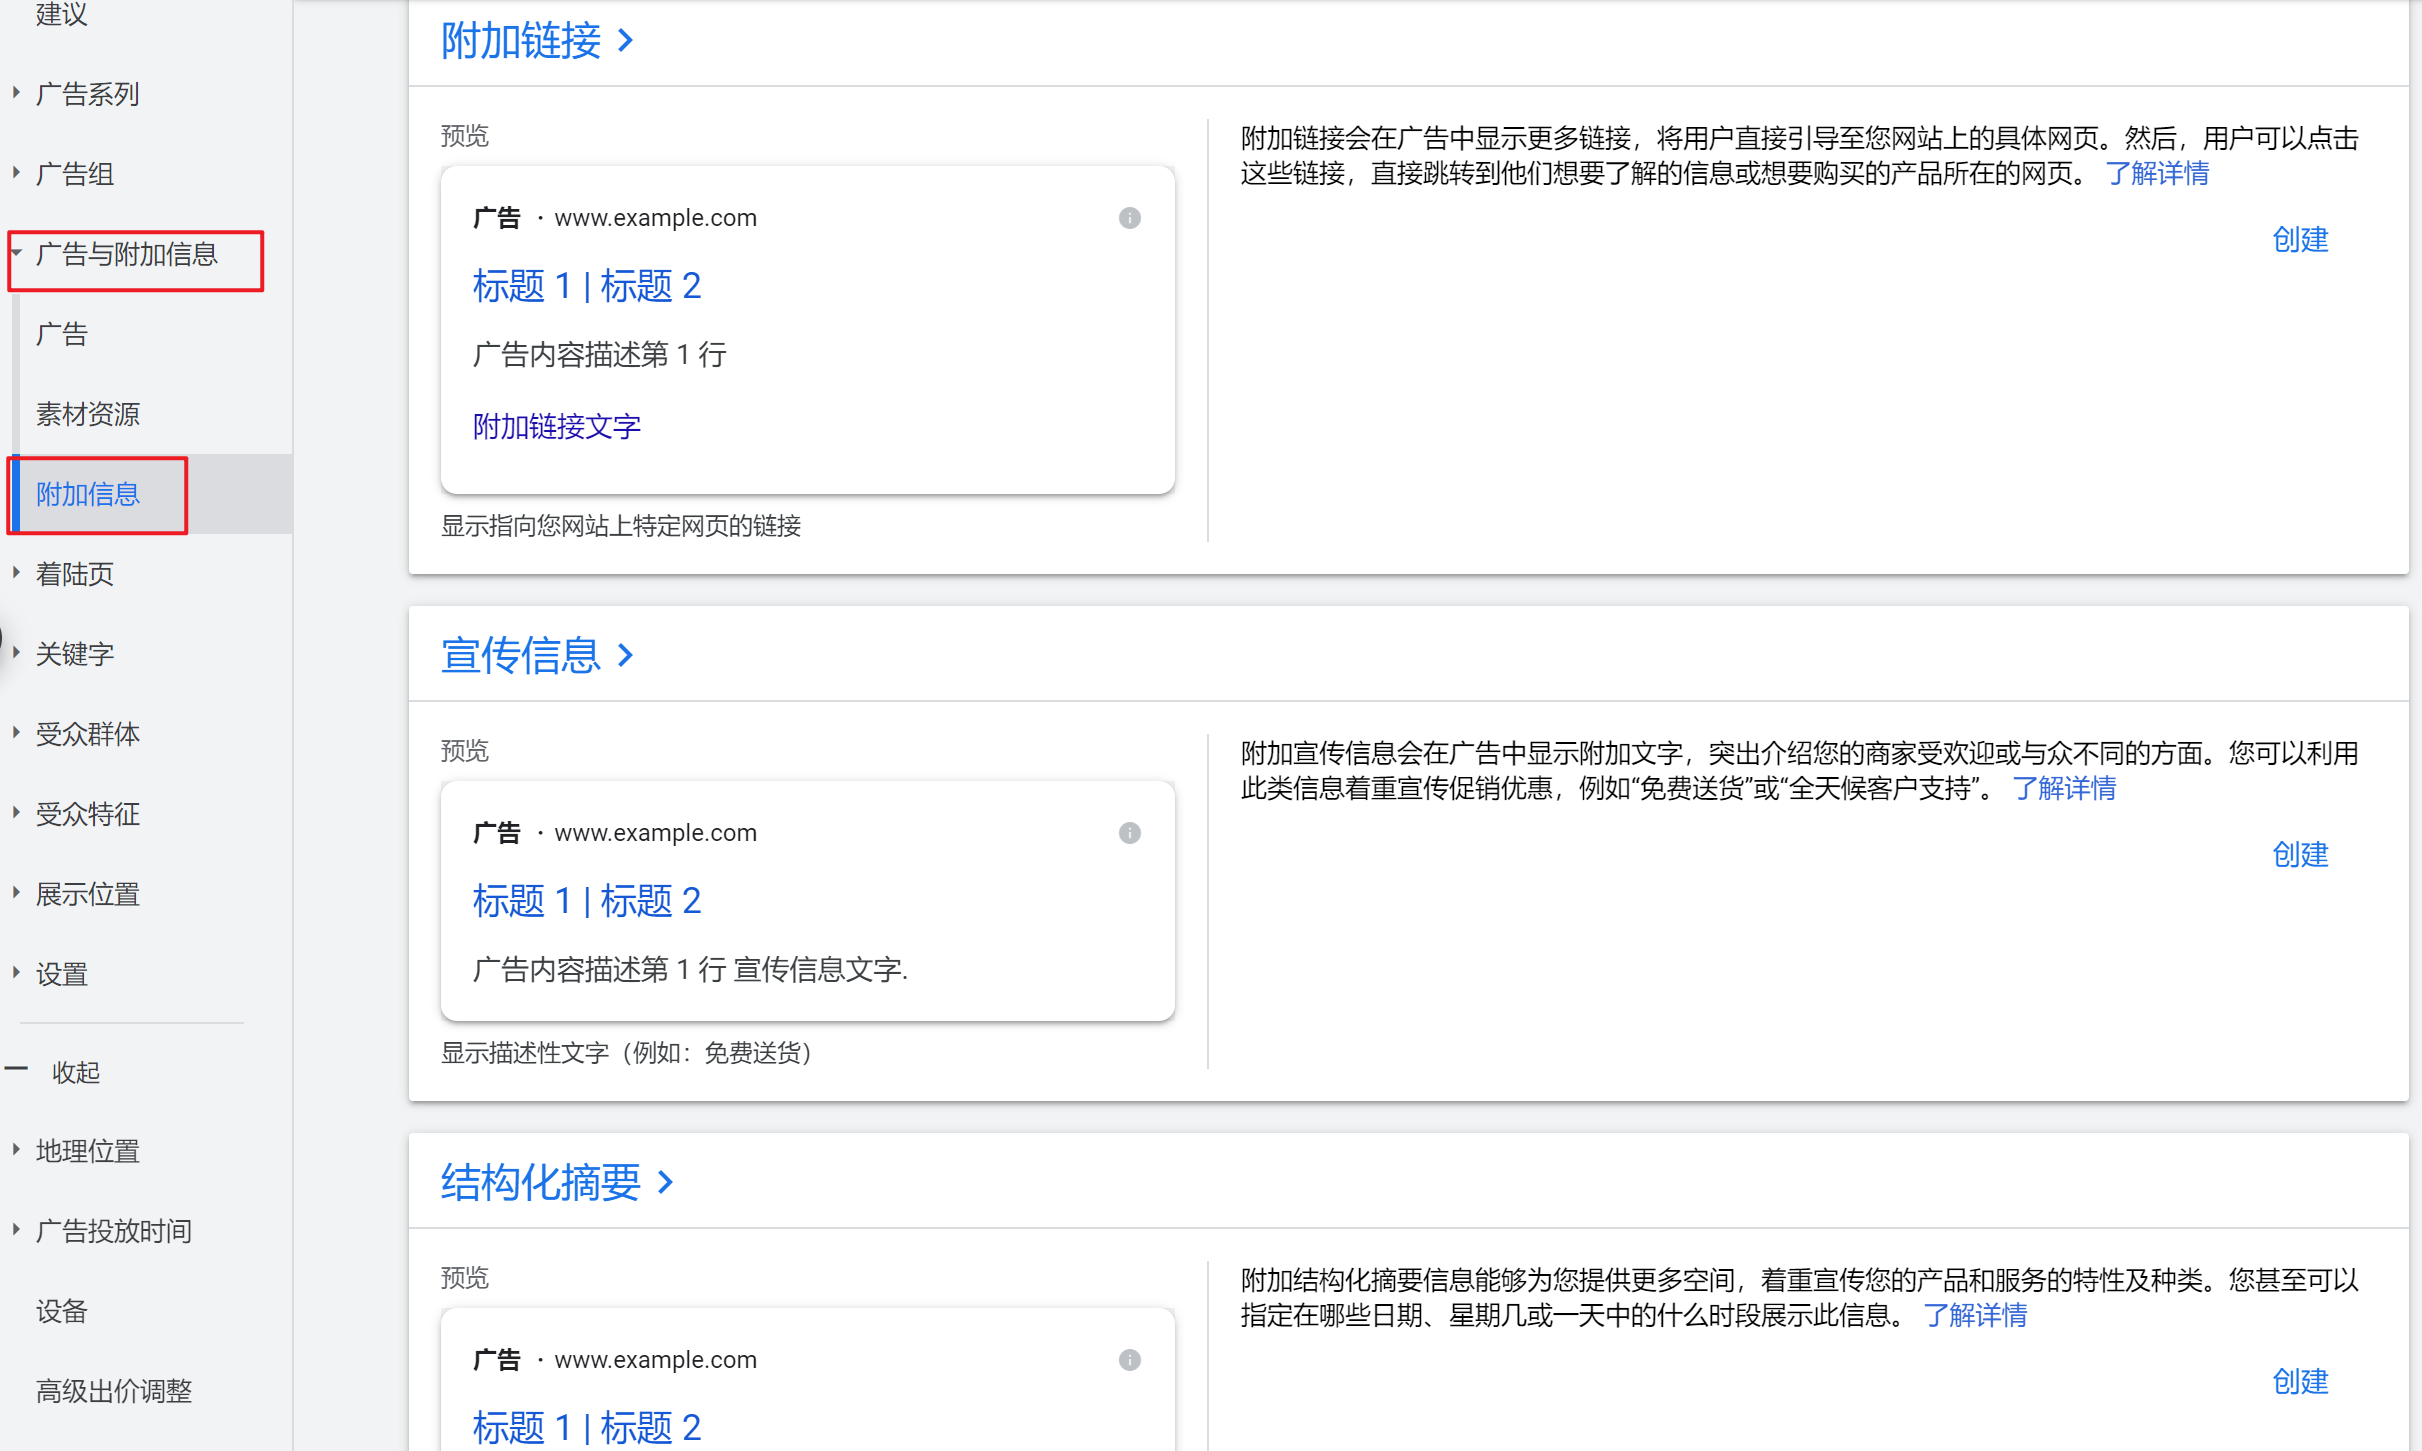 建议
广告系列
广告组
广告与附加信息
广告
素材资源
附加信息
着陆页
关键字
受众群体
受众特征
展示位置
设置
收起
地理位置
广告投放时间
设备
高级出价调整
附加链接
预览
广告 · www.example.com
标题 1 | 标题 2
广告内容描述第 1 行
附加链接文字
显示指向您网站上特定网页的链接
附加链接会在广告中显示更多链接，将用户直接引导至您网站上的具体网页。然后，用户可以点击
这些链接，直接跳转到他们想要了解的信息或想要购买的产品所在的网页。 了解详情
创建
宣传信息
预览
广告 · www.example.com
标题 1 | 标题 2
广告内容描述第 1 行 宣传信息文字.
显示描述性文字（例如：免费送货）
附加宣传信息会在广告中显示附加文字，突出介绍您的商家受欢迎或与众不同的方面。您可以利用
此类信息着重宣传促销优惠，例如“免费送货”或“全天候客户支持”。 了解详情
创建
结构化摘要
预览
广告 · www.example.com
标题 1 | 标题 2
附加结构化摘要信息能够为您提供更多空间，着重宣传您的产品和服务的特性及种类。您甚至可以
指定在哪些日期、星期几或一天中的什么时段展示此信息。 了解详情
创建